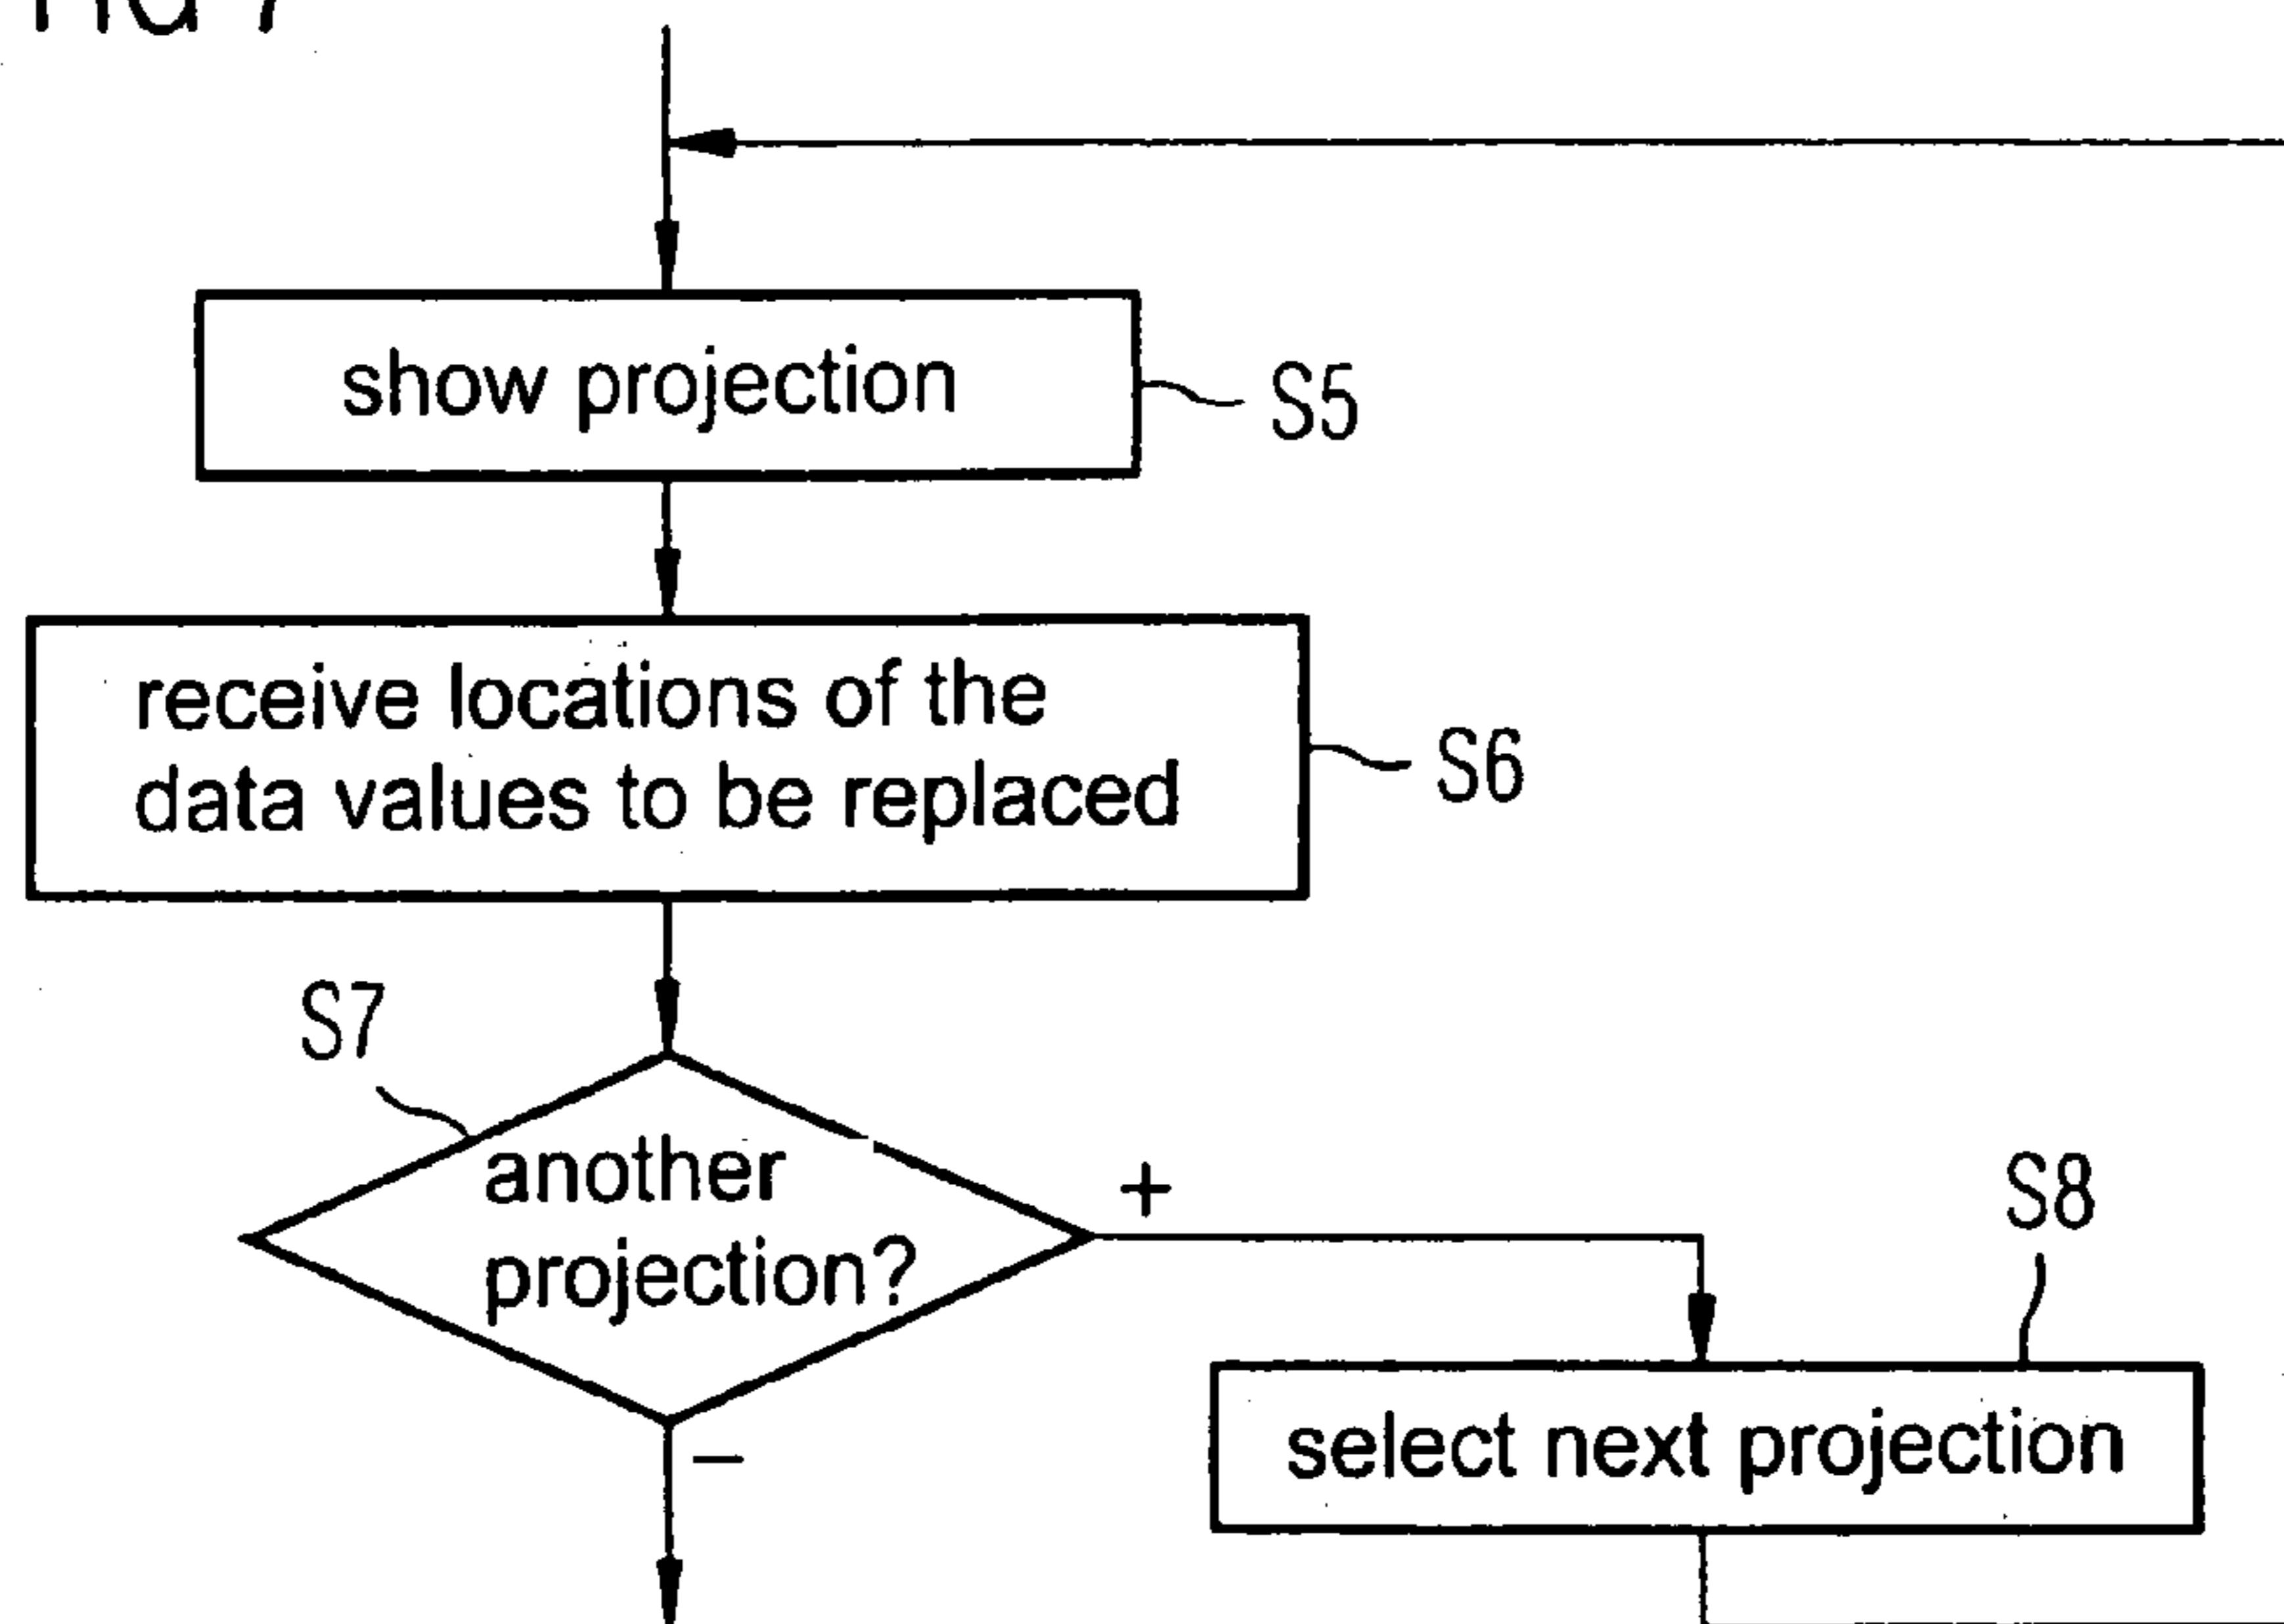 show projection
S5
receive locations of the
data values to be replaced
S6
S7
another
projection?
+
S8
select next projection
–